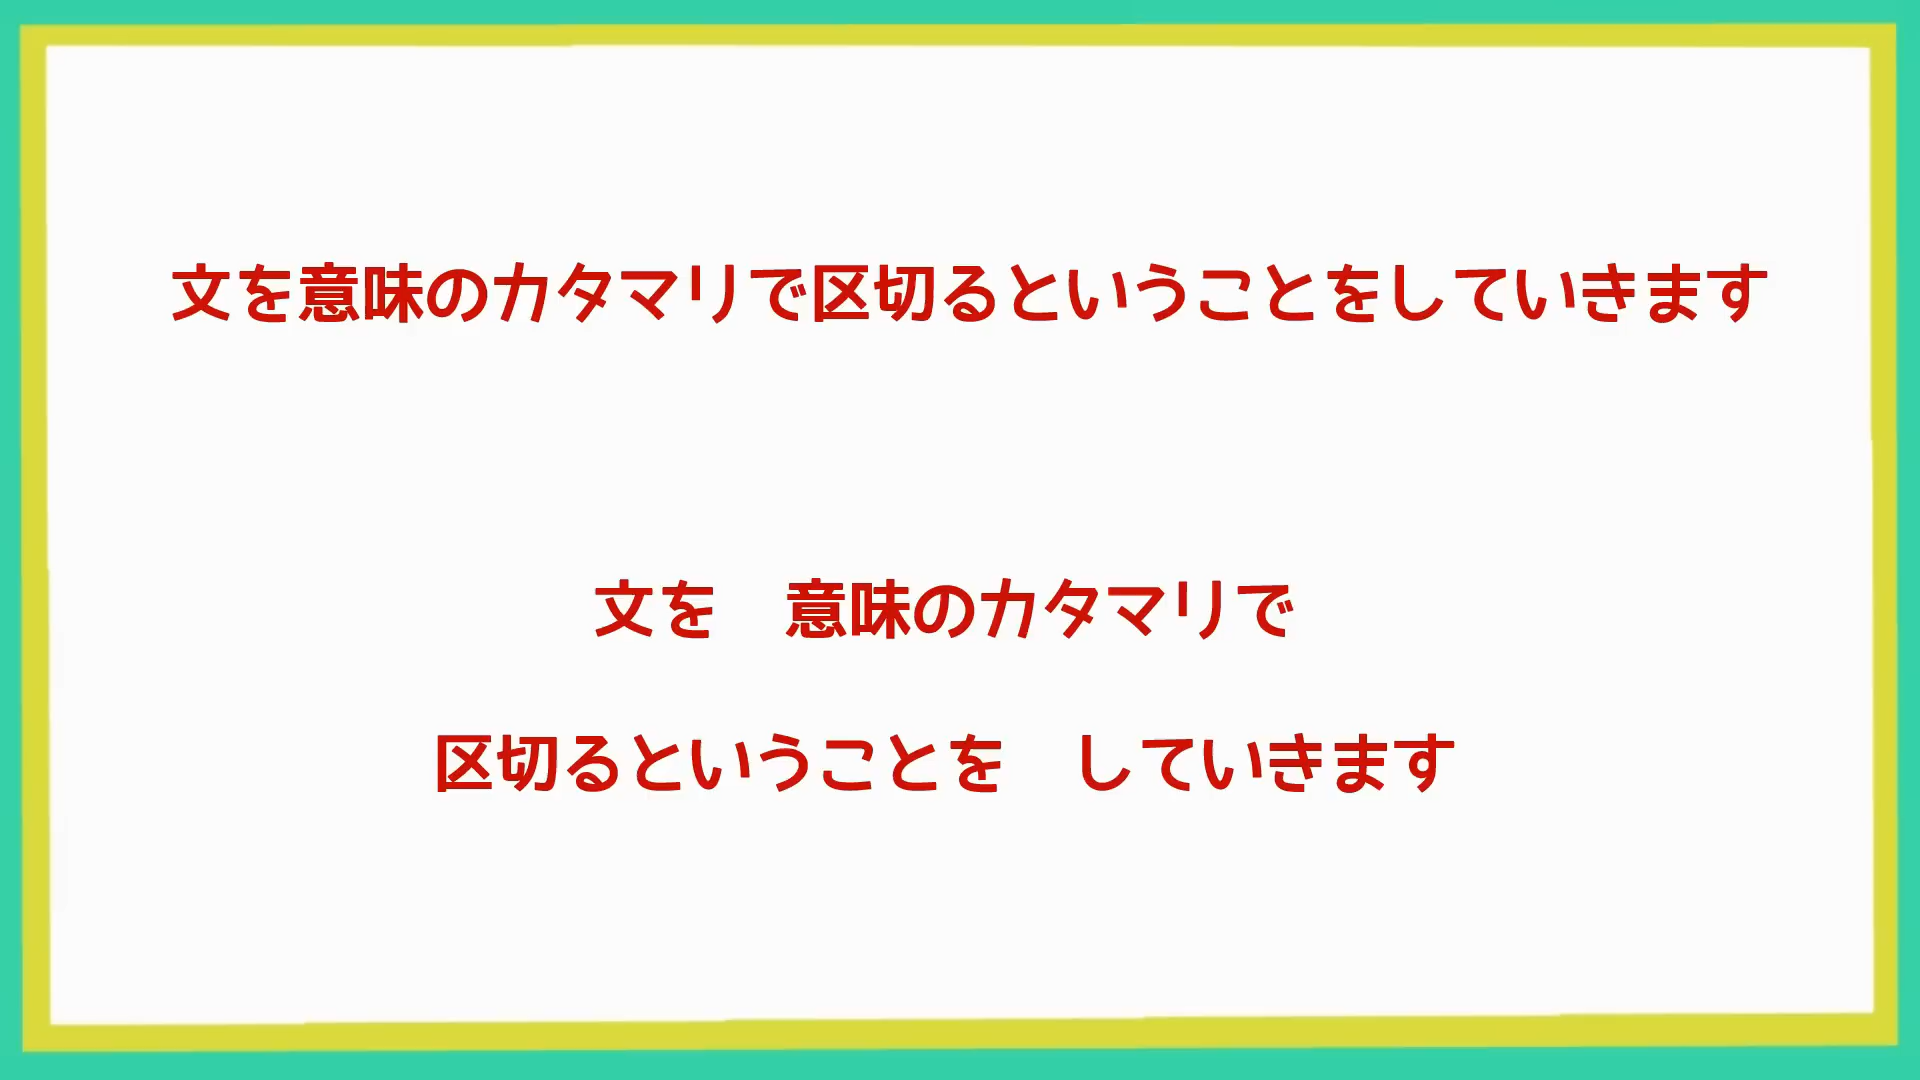 文を意味のカタマリで区切るということをしていきます
文を　意味のカタマリで
区切るということを　していきます